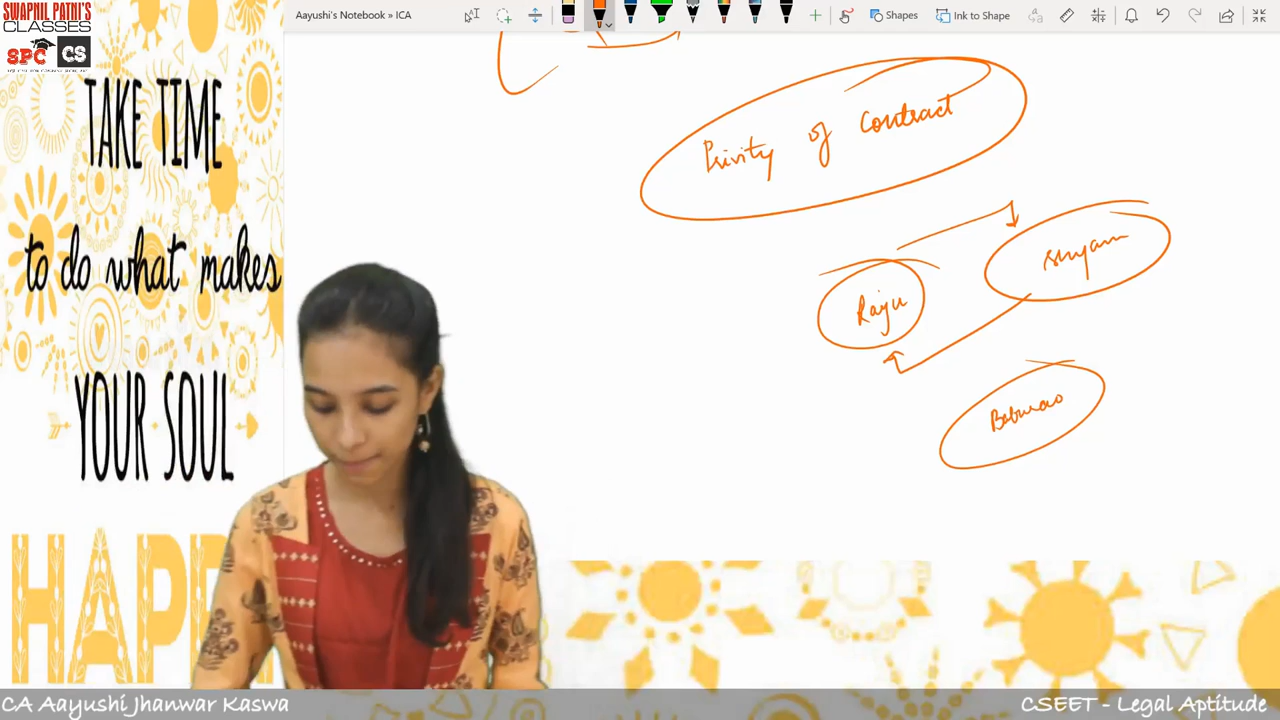 SWAPNIL PATNI'S
CLASSES
SPC CS
Aayushi's Notebook » ICA
Shapes
Ink to Shape
TAKE TIME
to do what makes
YOUR SOUL
HAPP
Privity of Contract
Shyam
Raju
Baburao
CA Aayushi Jhanwar Kaswa
CSEET - Legal Aptitude